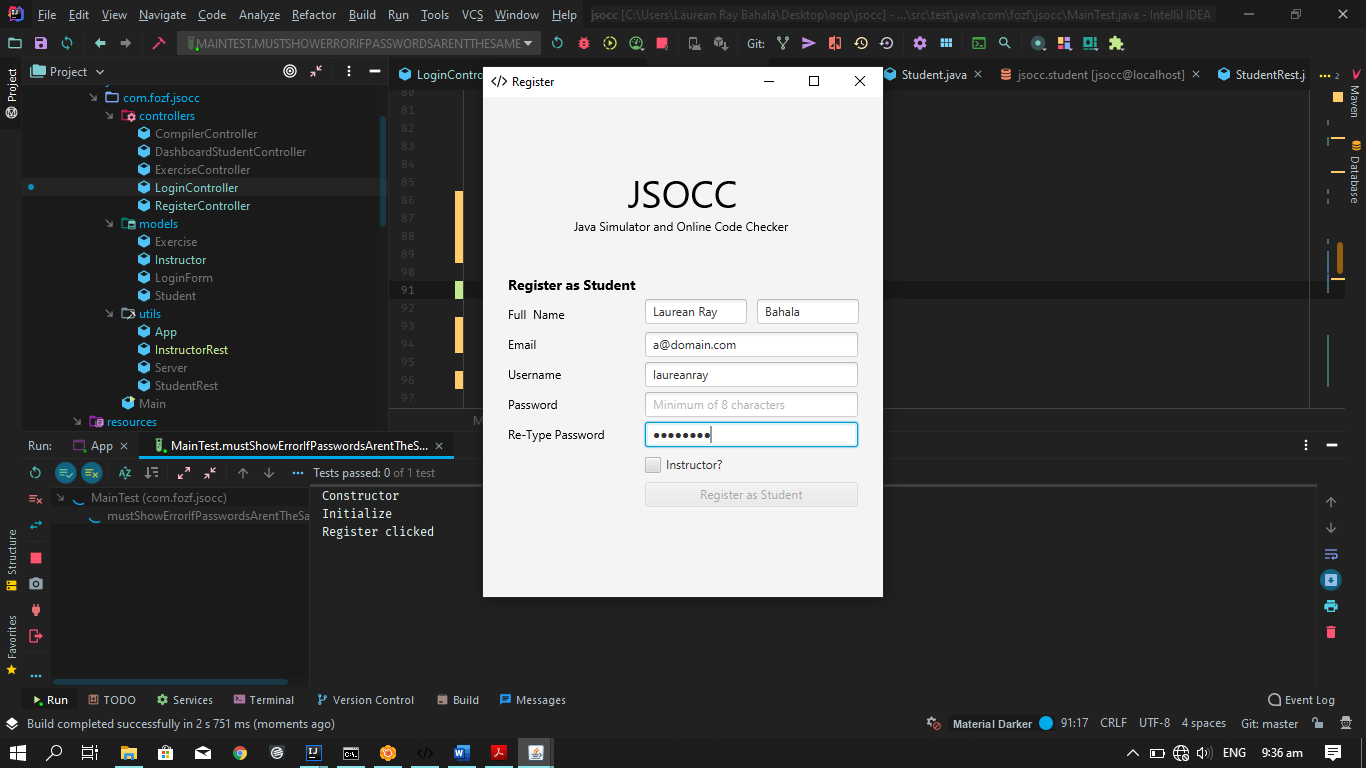 File Edit View Navigate Code Analyze Refactor Build Run Tools VCS Window Help jsocc [C:\Users\Laurean Ray Bahala\Desktop\oop\jsocc] - ...\src\test\java\com\fozf\jsocc\MainTest.java - IntelliJ IDEA
MAINTEST.MUSTSHOWERRORIFPASSWORDSARENTTHESAME Git:
Project
LoginContro
Student.java
jsocc.student [jsocc@localhost]
StudentRest.j
2
Project
Maven
Database
Structure
Favorites
com.fozf.jsocc
controllers
CompilerController
DashboardStudentController
ExerciseController
LoginController
RegisterController
models
Exercise
Instructor
LoginForm
Student
utils
App
InstructorRest
Server
StudentRest
Main
resources
80
81
82
83
84
85
86
87
88
89
90
91
92
93
94
95
96
97
M
Register
JSOCC
Java Simulator and Online Code Checker
Register as Student
Full Name Laurean Ray Bahala
Email a@domain.com
Username laureanray
Password Minimum of 8 characters
Re-Type Password ●●●●●●●●
Instructor?
Register as Student
Run: App MainTest.mustShowErrorIfPasswordsArentTheS...
Tests passed: 0 of 1 test
MainTest (com.fozf.jsocc)
mustShowErrorIfPasswordsArentTheSa
Constructor
Initialize
Register clicked
Run TODO Services Terminal Version Control Build Messages Event Log
Build completed successfully in 2 s 751 ms (moments ago) Material Darker 91:17 CRLF UTF-8 4 spaces Git: master
ENG 9:36 am